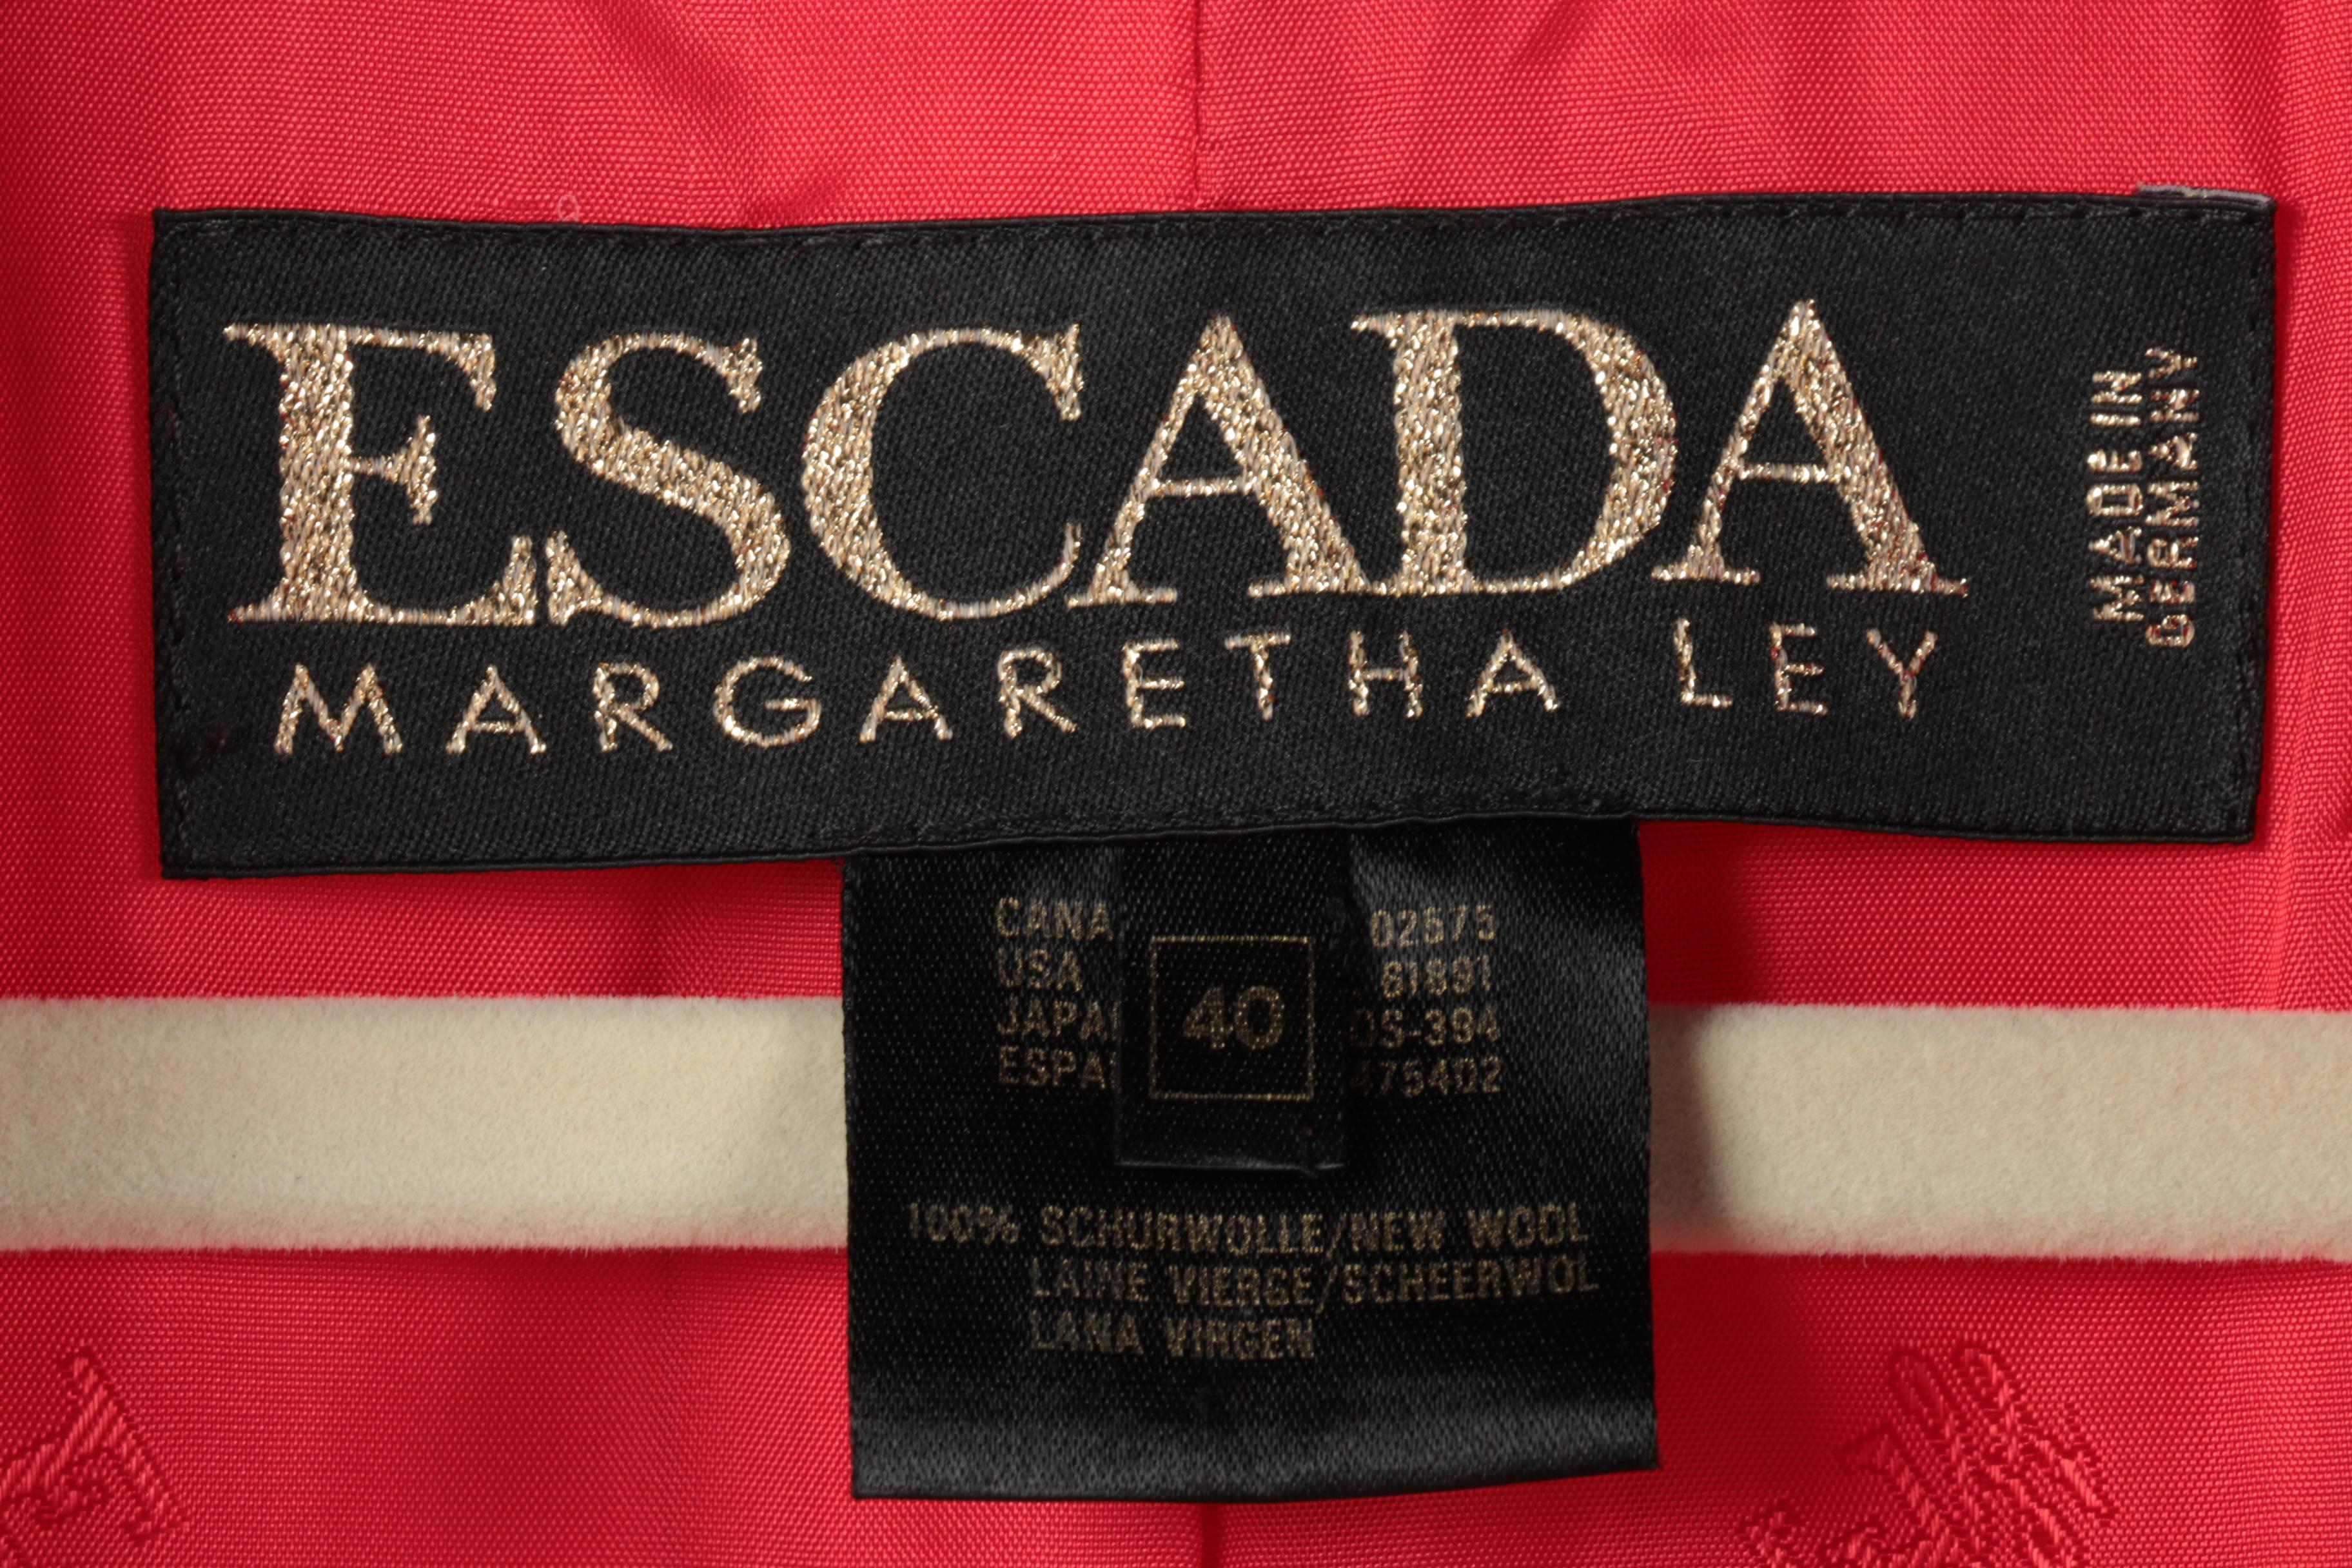 ESCADA
MARGARETHA LEY
MADE IN
GERMANY
CANA 02575
USA 81891
JAPA OS-394
ESPA 475402
40
100% SCHURWOLLE/NEW WOOL
LAINE VIERGE/SCHEERWOL
LANA VIRGEN